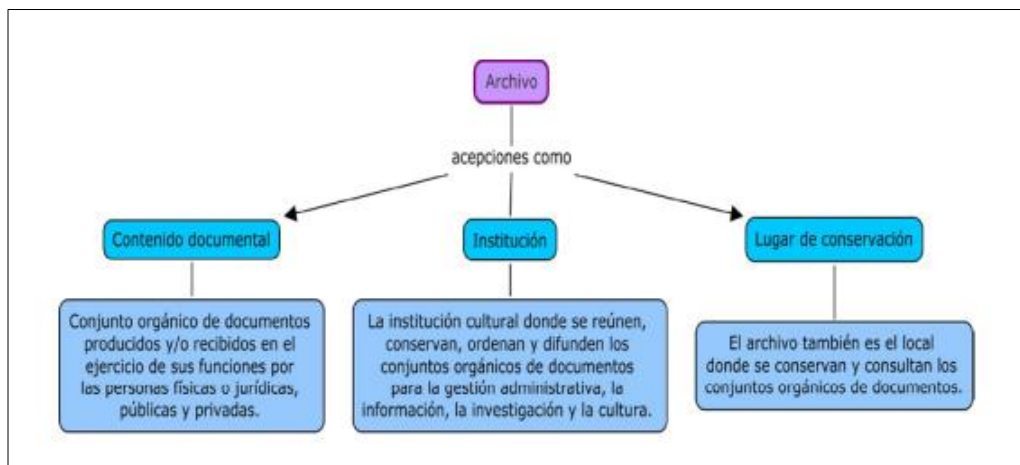 Archivo
acepciones como
Contenido documental
Institución
Lugar de conservación
Conjunto orgánico de documentos
producidos y/o recibidos en el
ejercicio de sus funciones por
las personas físicas o jurídicas,
públicas y privadas.
La institución cultural donde se reúnen,
conservan, ordenan y difunden los
conjuntos orgánicos de documentos
para la gestión administrativa, la
información, la investigación y la cultura.
El archivo también es el local
donde se conservan y consultan los
conjuntos orgánicos de documentos.